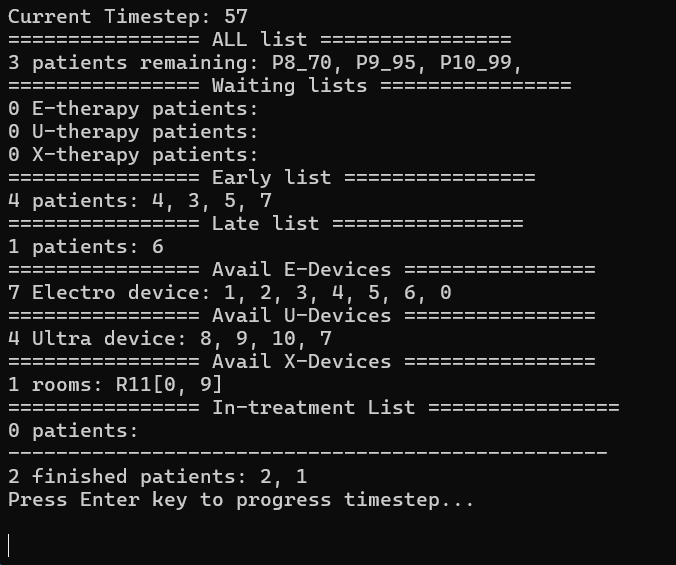 Current Timestep: 57
================ ALL list ================
3 patients remaining: P8_70, P9_95, P10_99,
================ Waiting lists ================
0 E-therapy patients:
0 U-therapy patients:
0 X-therapy patients:
================ Early list ================
4 patients: 4, 3, 5, 7
================ Late list ================
1 patients: 6
================ Avail E-Devices ================
7 Electro device: 1, 2, 3, 4, 5, 6, 0
================ Avail U-Devices ================
4 Ultra device: 8, 9, 10, 7
================ Avail X-Devices ================
1 rooms: R11[0, 9]
================ In-treatment List ================
0 patients:
--------------------------------------------------
2 finished patients: 2, 1
Press Enter key to progress timestep...